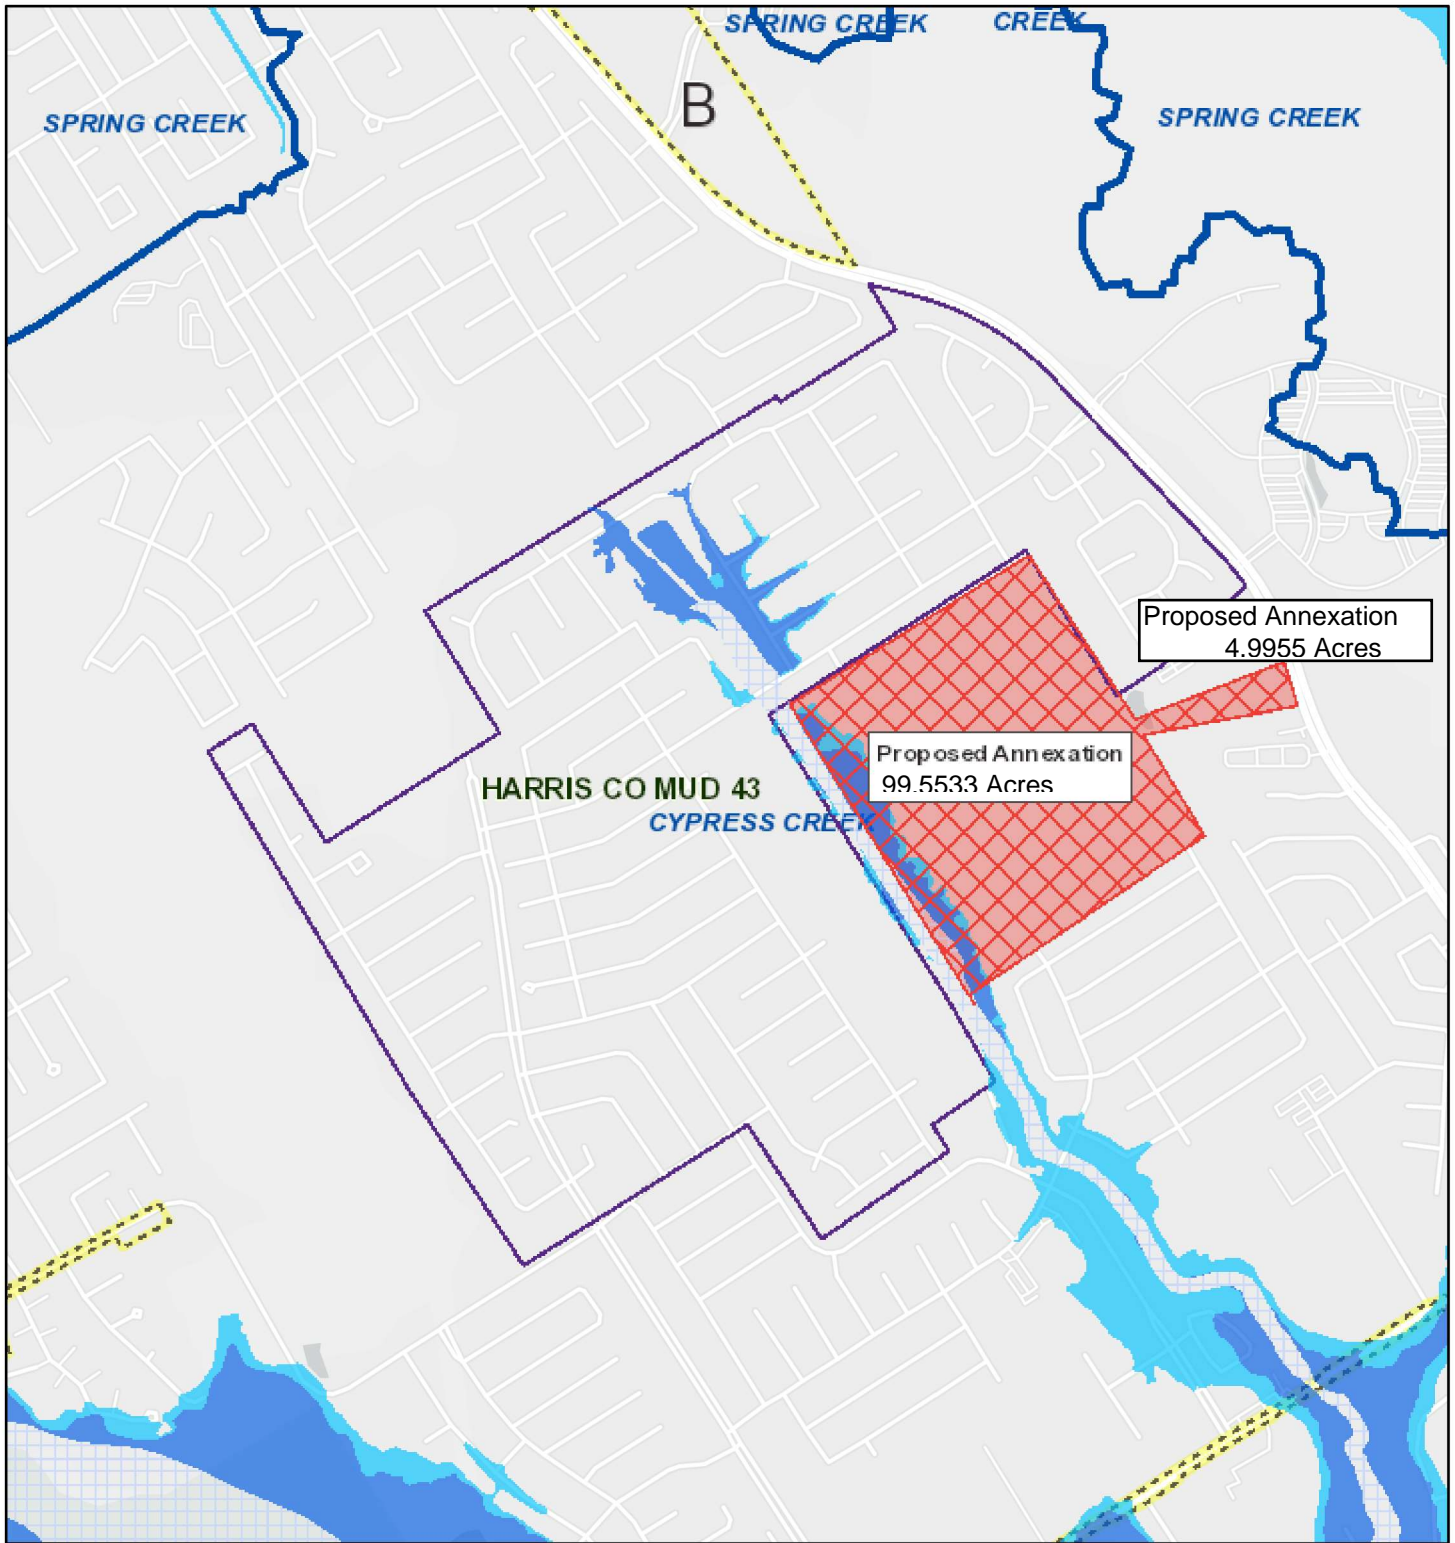 SPRING CREEK
CREEK
B
SPRING CREEK
SPRING CREEK
Proposed Annexation
4.9955 Acres
Proposed Annexation
99.5533 Acres
HARRIS CO MUD 43
CYPRESS CREEK